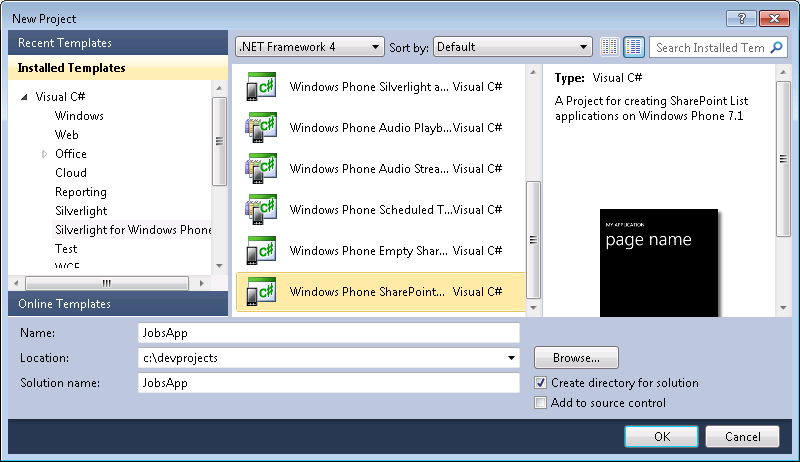 New Project
Recent Templates
.NET Framework 4
Sort by:
Default
Search Installed Tem
Installed Templates
Visual C#
Windows
Web
Office
Cloud
Reporting
Silverlight
Silverlight for Windows Phone
Test
WCF
Online Templates
Windows Phone Silverlight a... Visual C#
Windows Phone Audio Playb... Visual C#
Windows Phone Audio Strea... Visual C#
Windows Phone Scheduled T...Visual C#
Windows Phone Empty Shar... Visual C#
Windows Phone SharePoint... Visual C#
Type: Visual C#
A Project for creating SharePoint List
applications on Windows Phone 7.1
MY APPLICATION
page name
Name:
JobsApp
Location:
c:\devprojects
Browse...
Solution name:
JobsApp
Create directory for solution
Add to source control
OK
Cancel